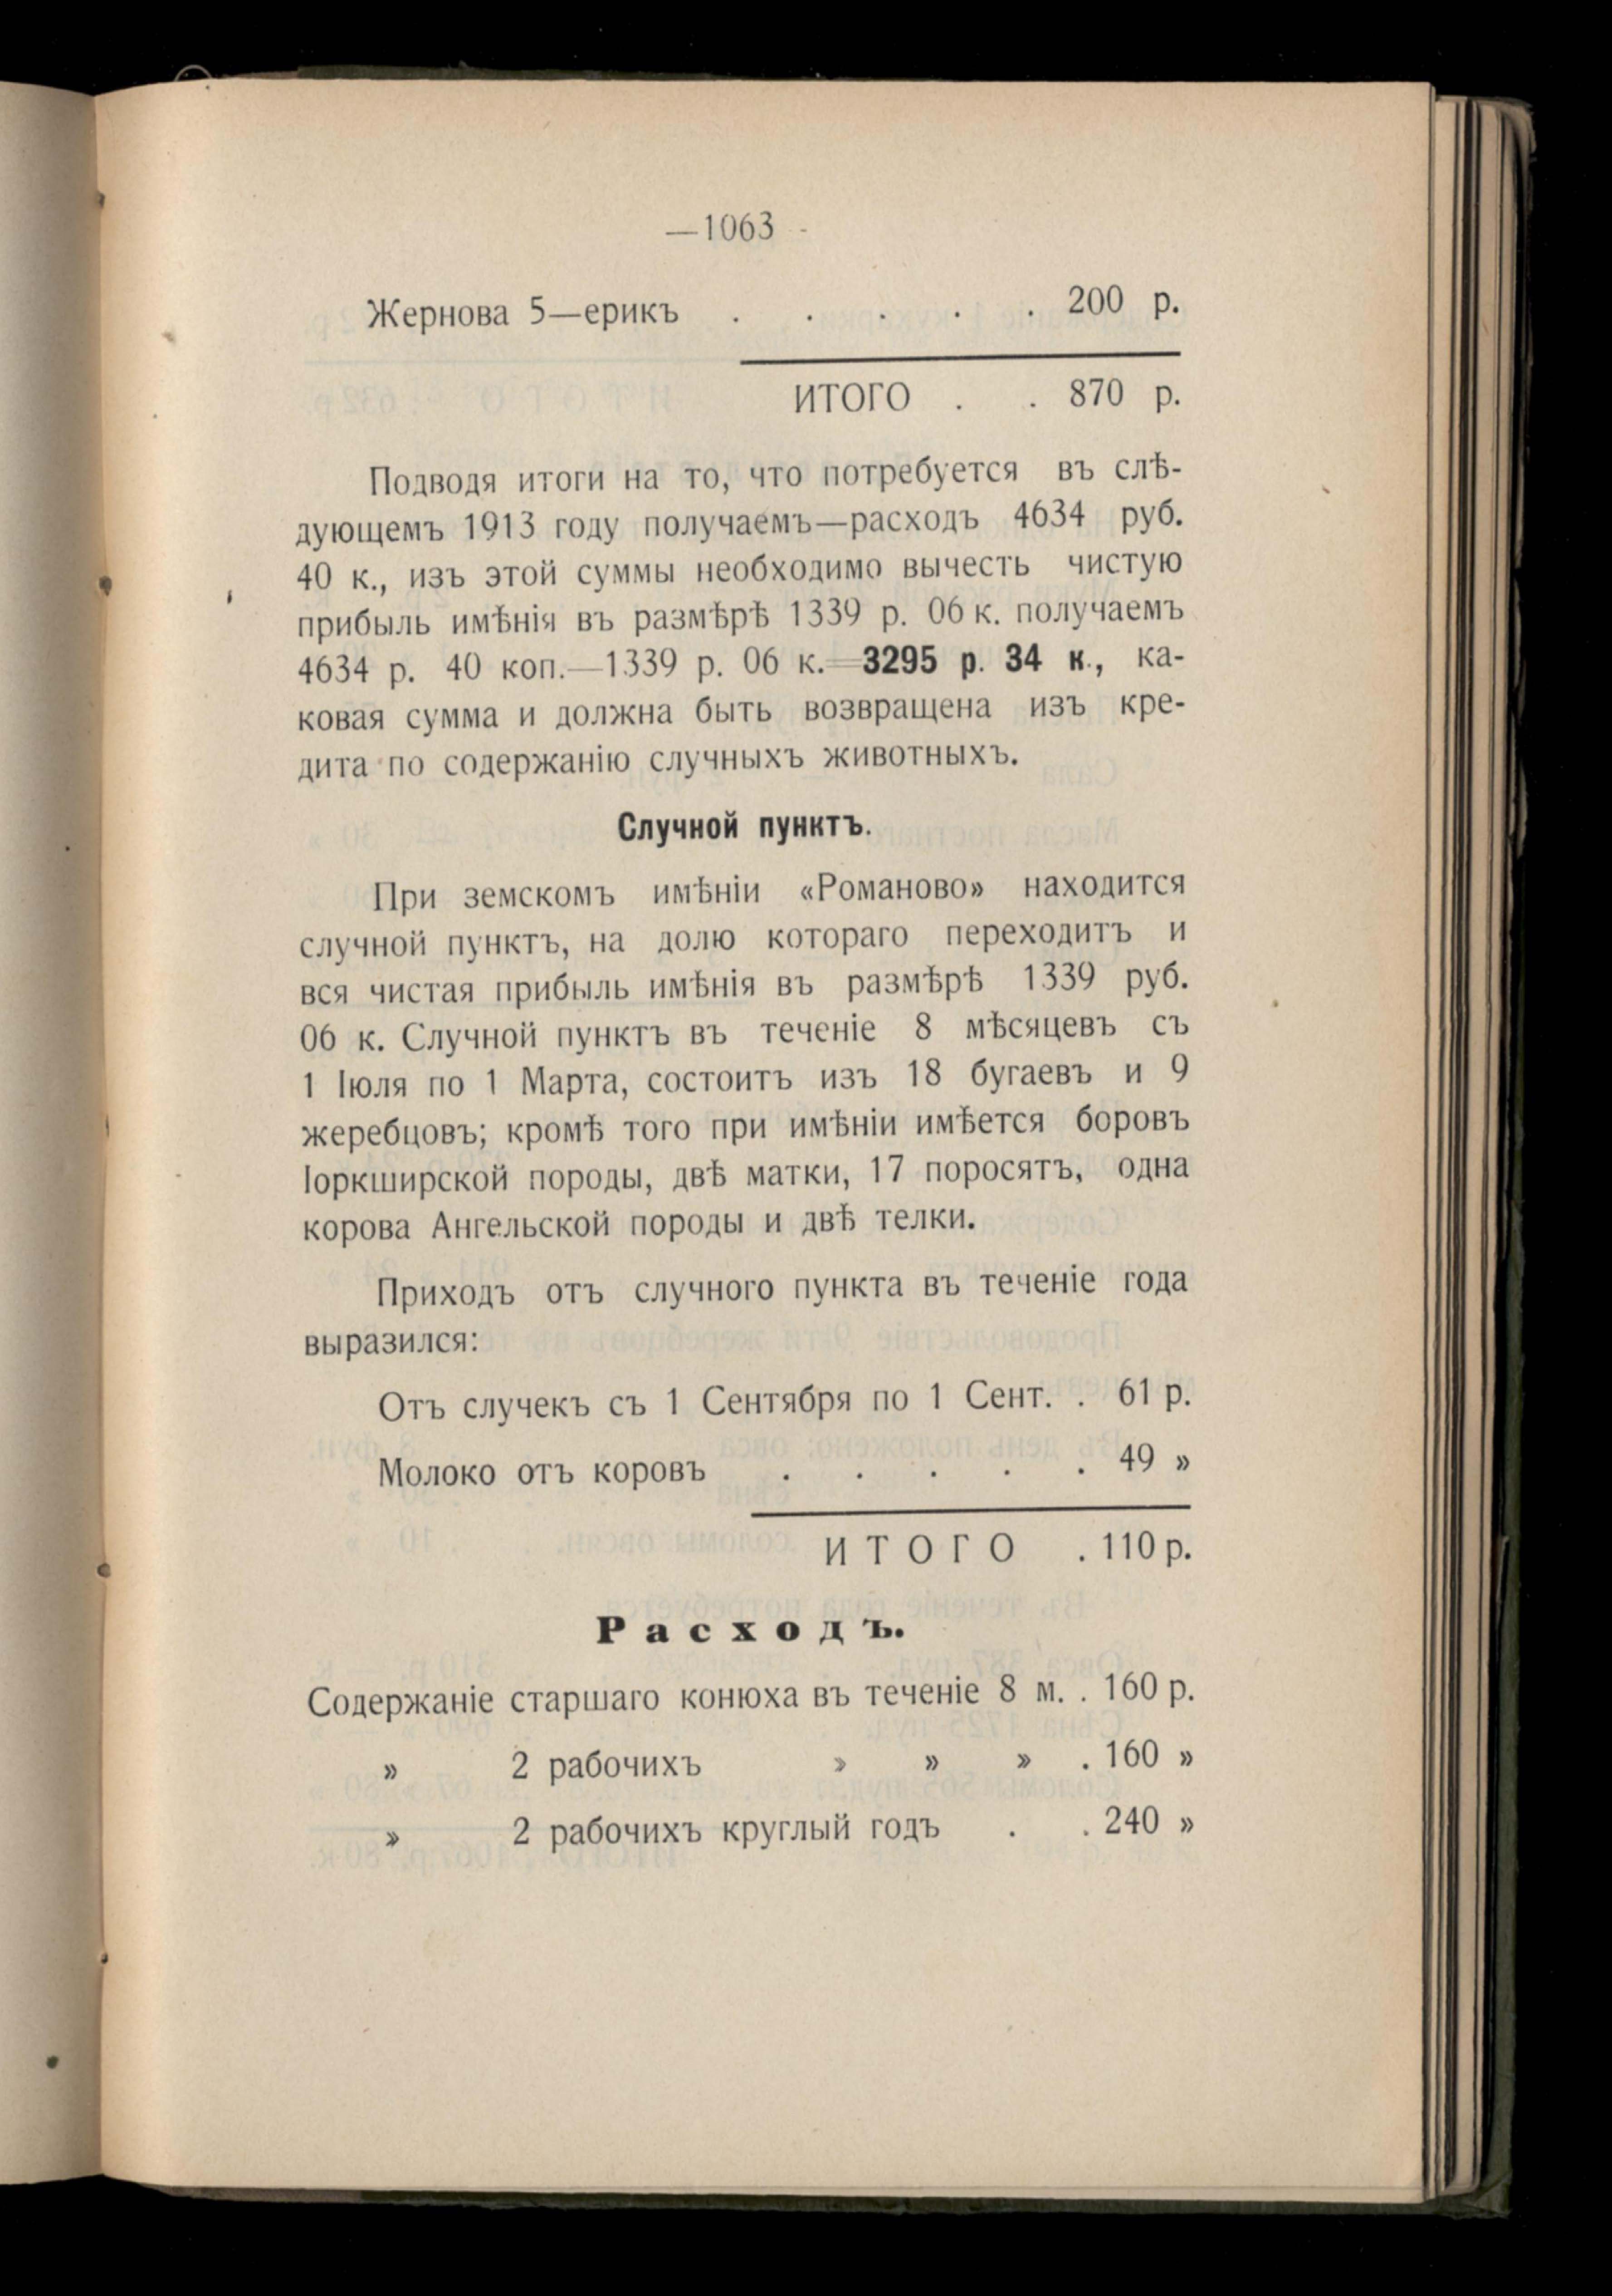 —1063 -
Жернова 5—ерикъ . . . . . 200 р.
ИТОГО . . 870 р.
Подводя итоги на то, что потребуется въ слѣ-
дующемъ 1913 году получаемъ—расходъ 4634 руб.
40 к., изъ этой суммы необходимо вычесть чистую
прибыль имѣнія въ размѣрѣ 1339 р. 06 к. получаемъ
4634 р. 40 коп.—1339 р. 06 к.=3295 р. 34 к., ка-
ковая сумма и должна быть возвращена изъ кре-
дита по содержанію случныхъ животныхъ.
Случной пунктъ.
При земскомъ имѣніи «Романово» находится
случной пунктъ, на долю котораго переходитъ и
вся чистая прибыль имѣнія въ размѣрѣ 1339 руб.
06 к. Случной пунктъ въ теченіе 8 мѣсяцевъ съ
1 Іюля по 1 Марта, состоитъ изъ 18 бугаевъ и 9
жеребцовъ; кромѣ того при имѣніи имѣется боровъ
Іоркширской породы, двѣ матки, 17 поросятъ, одна
корова Ангельской породы и двѣ телки.
Приходъ отъ случного пункта въ теченіе года
выразился:
Отъ случекъ съ 1 Сентября по 1 Сент. . 61 р.
Молоко отъ коровъ . . . . . 49 »
ИТОГО . 110 р.
Расходъ.
Содержаніе старшаго конюха въ теченіе 8 м. . 160 р.
» 2 рабочихъ » » » . 160 »
» 2 рабочихъ круглый годъ . . 240 »